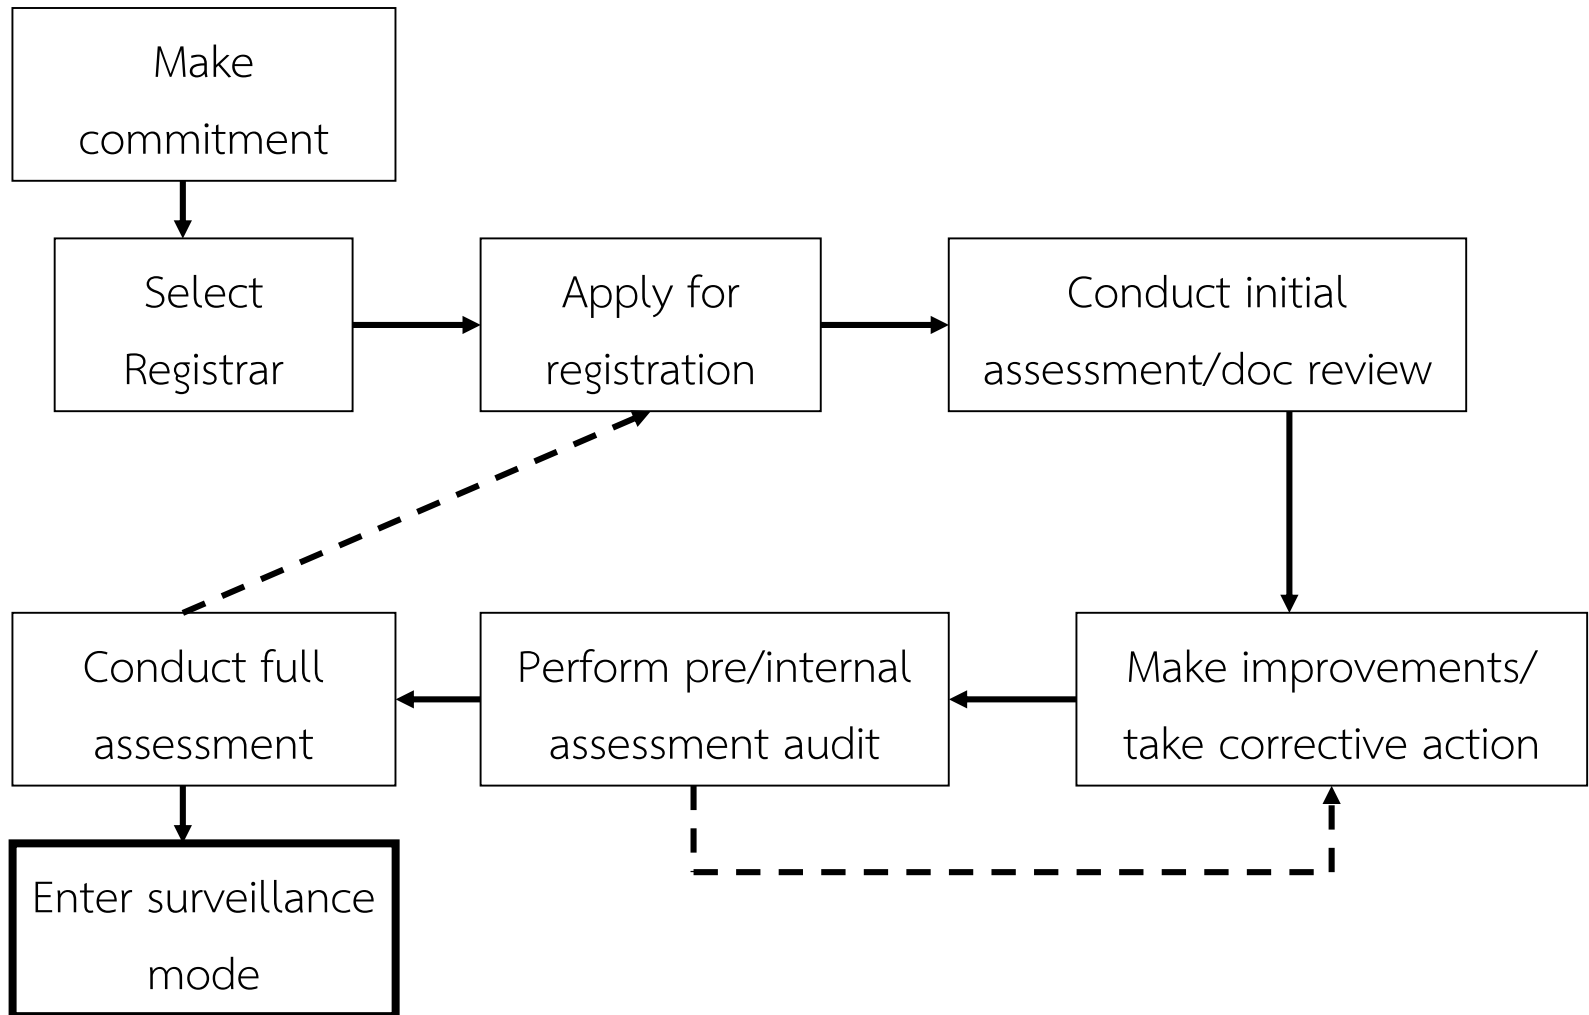 Make
commitment
Select
Registrar
Apply for
registration
Conduct initial
assessment/doc review
Conduct full
assessment
Perform pre/internal
assessment audit
Make improvements/
take corrective action
Enter surveillance
mode